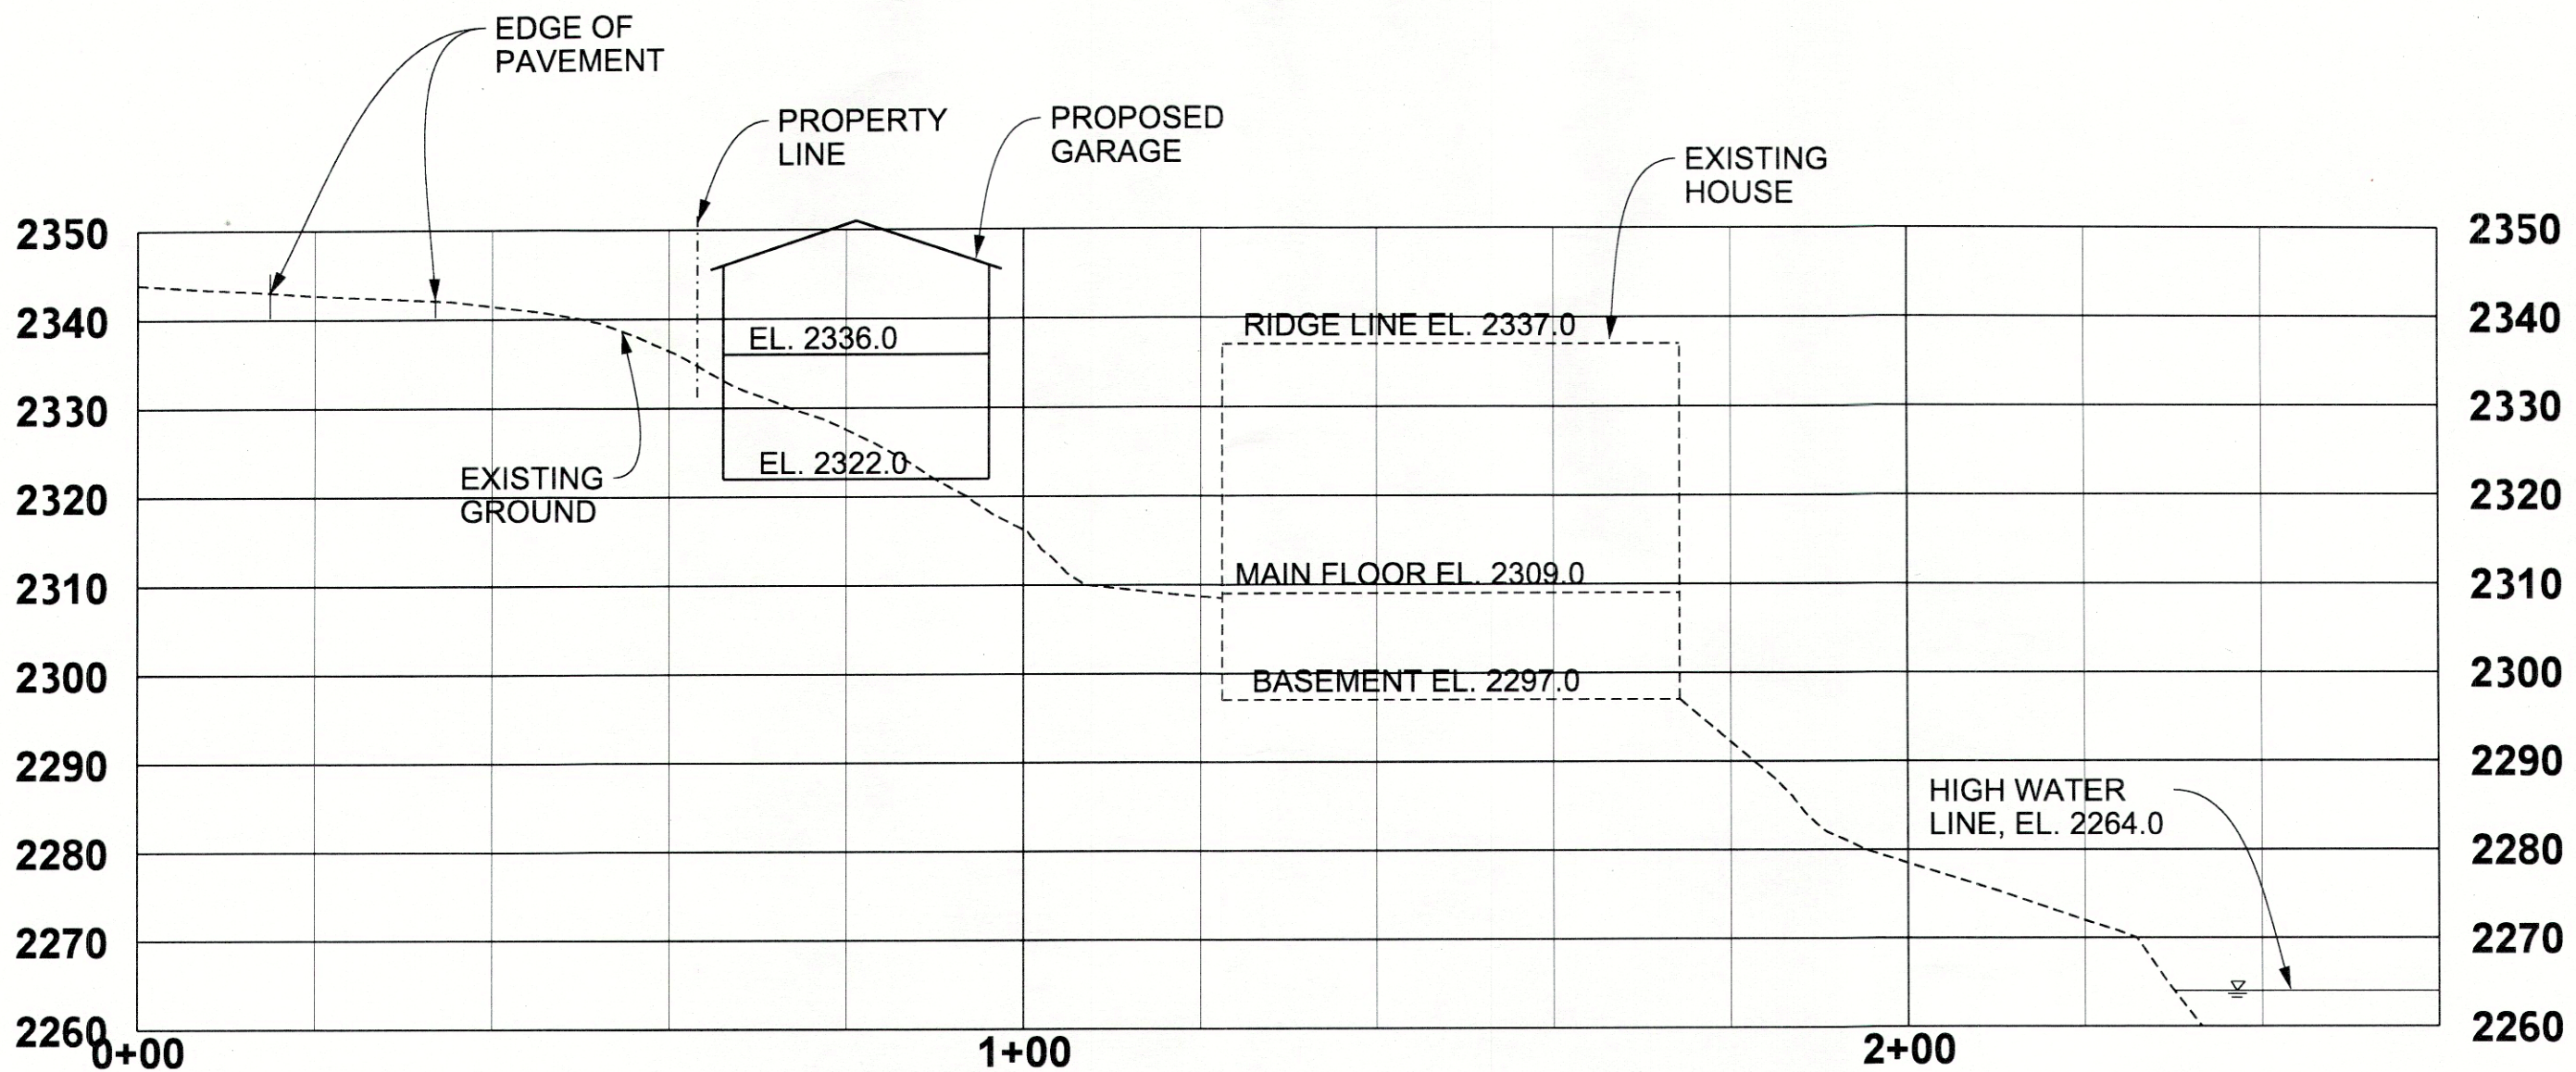 EDGE OF
PAVEMENT
PROPERTY
LINE
PROPOSED
GARAGE
EXISTING
HOUSE
2350
2350
2340
EL. 2336.0
RIDGE LINE EL. 2337.0
2340
2330
2330
EXISTING
GROUND
EL. 2322.0
2320
2320
2310
MAIN FLOOR EL. 2309.0
2310
2300
BASEMENT EL. 2297.0
2300
2290
2290
HIGH WATER
LINE, EL. 2264.0
2280
2280
2270
2270
2260
2260
0+00
1+00
2+00